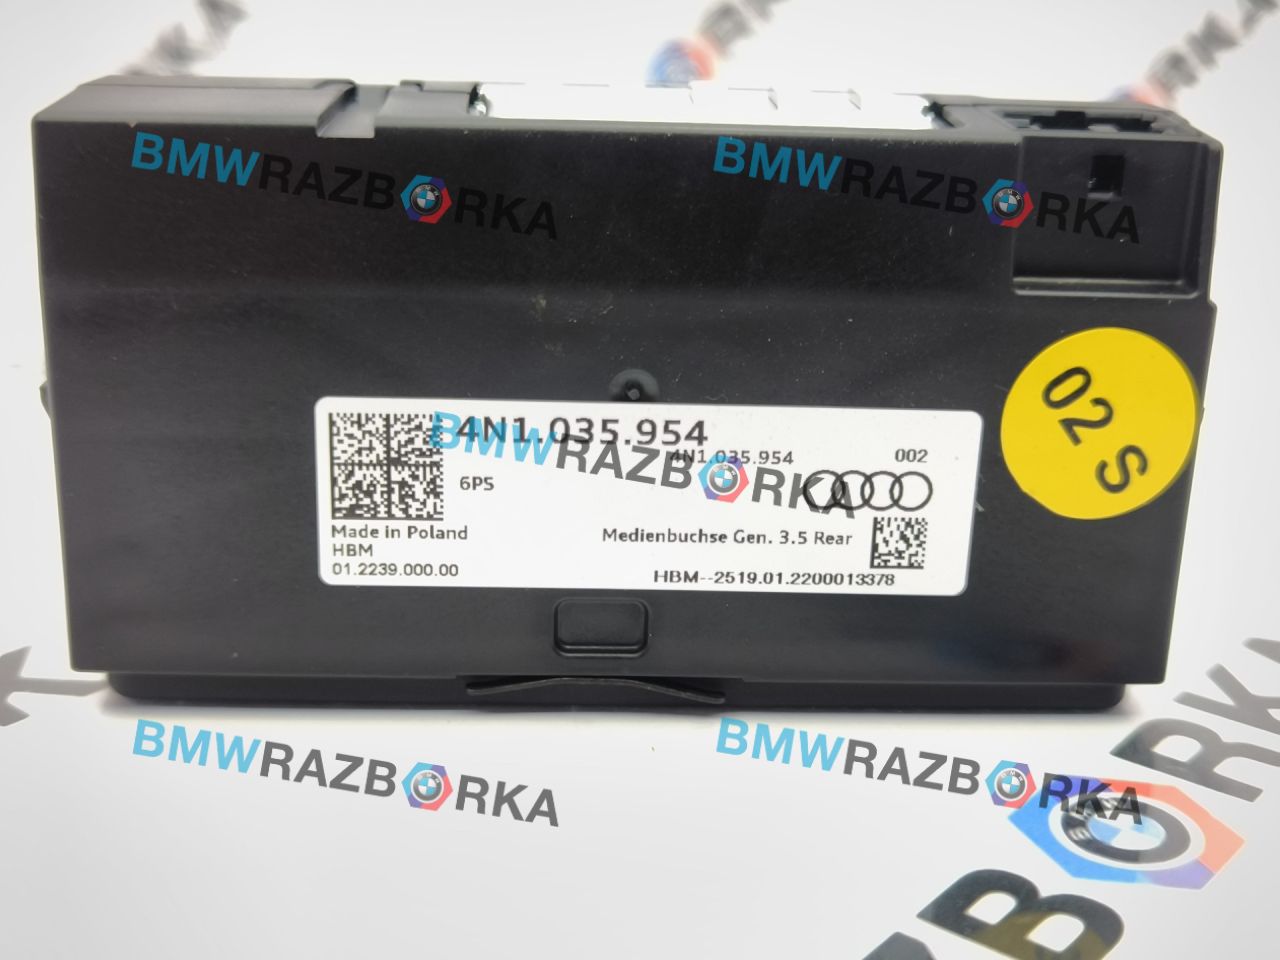 BMWRAZBORKA
BMWRAZBORKA
02 S
4N1.035.954
4N1.035.954
002
6PS
BMWRAZBORKA
Made in Poland
Medienbuchse Gen. 3.5 Rear
HBM
01.2239.000.00
HBM--2519.01.2200013378
BMWRAZBORKA
BMWRAZBORKA